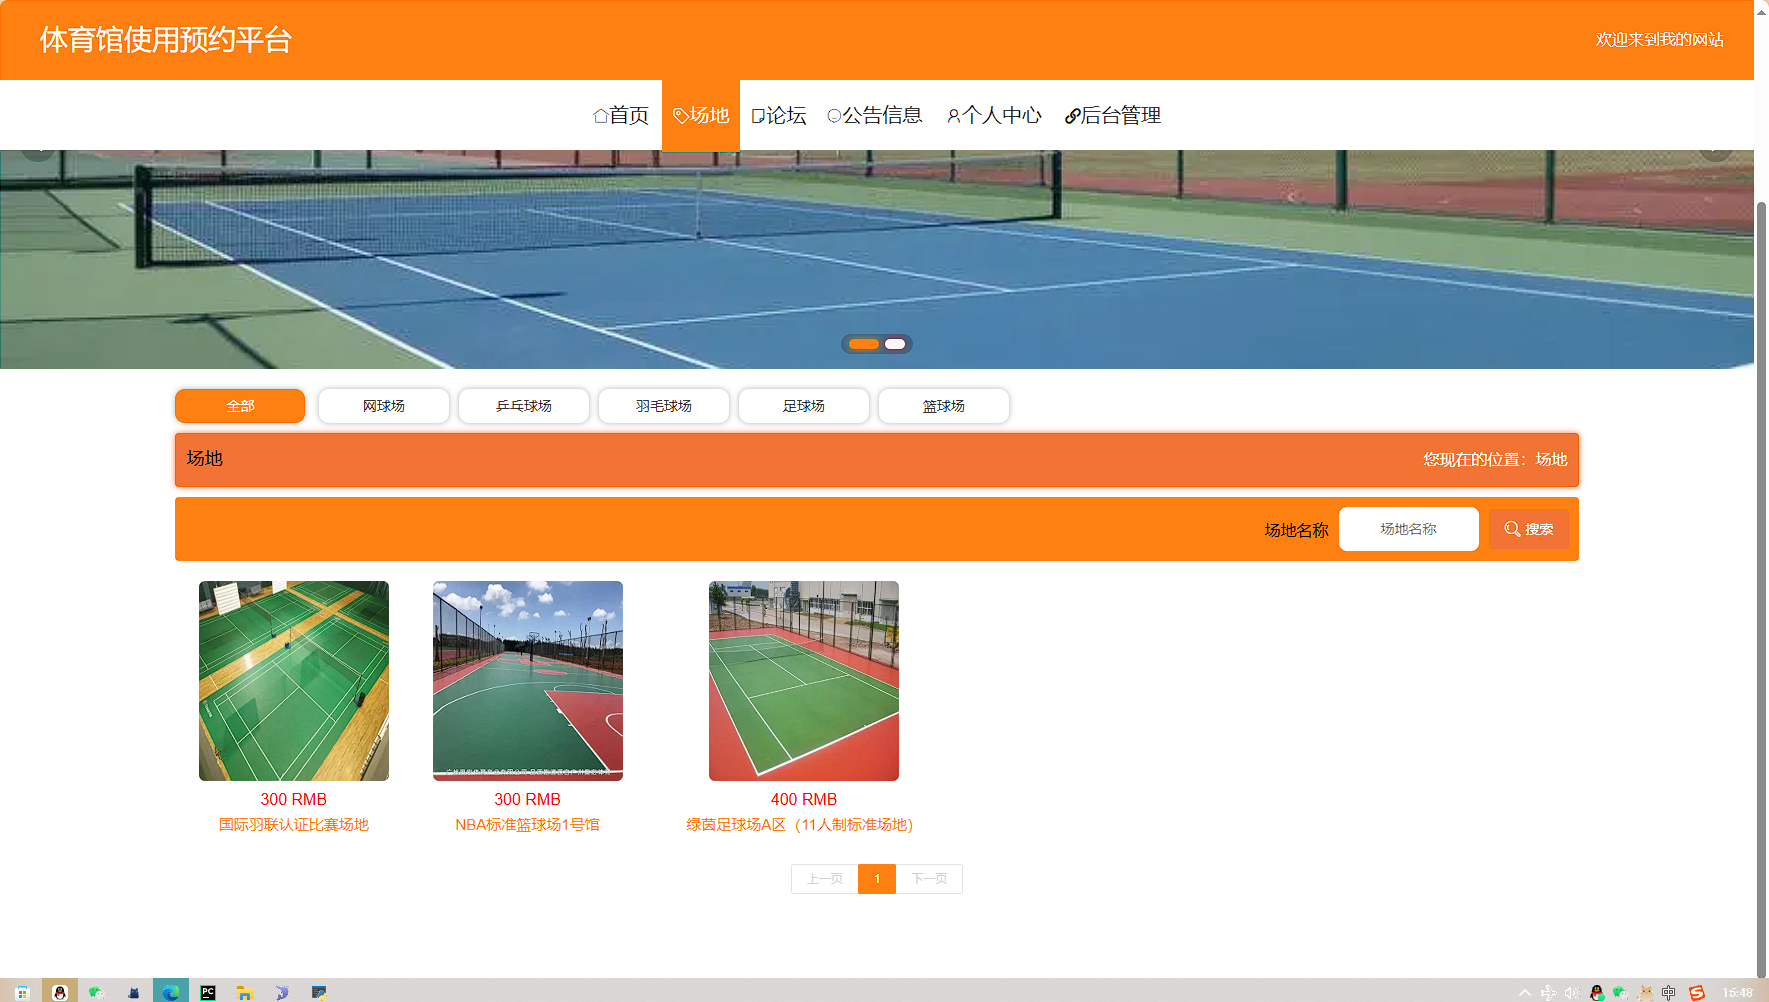 体育馆使用预约平台
欢迎来到我的网站
首页
场地
论坛
公告信息
个人中心
后台管理
全部
网球场
乒乓球场
羽毛球场
足球场
篮球场
场地
您现在的位置：场地
场地名称
场地名称
搜索
300 RMB
国际羽联认证比赛场地
300 RMB
NBA标准篮球场1号馆
400 RMB
绿茵足球场A区（11人制标准场地）
上一页
1
下一页
PC
中
15:48